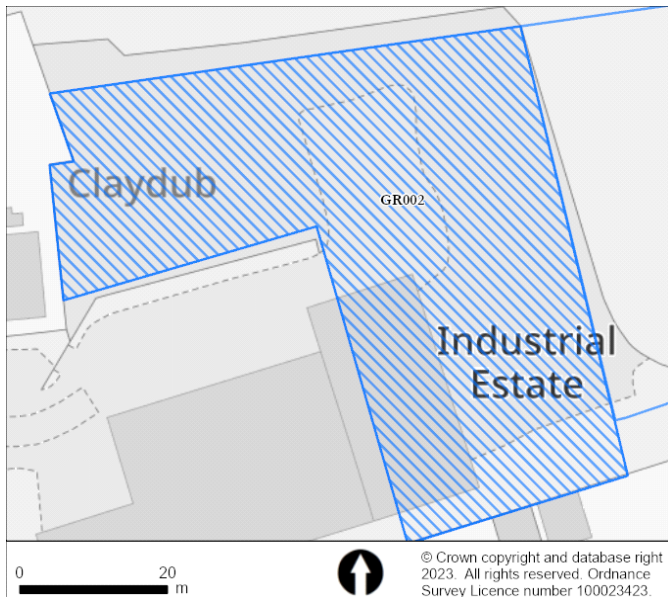 Claydub
GR002
Industrial
Estate
0 20
m
© Crown copyright and database right
2023. All rights reserved. Ordnance
Survey Licence number 100023423.